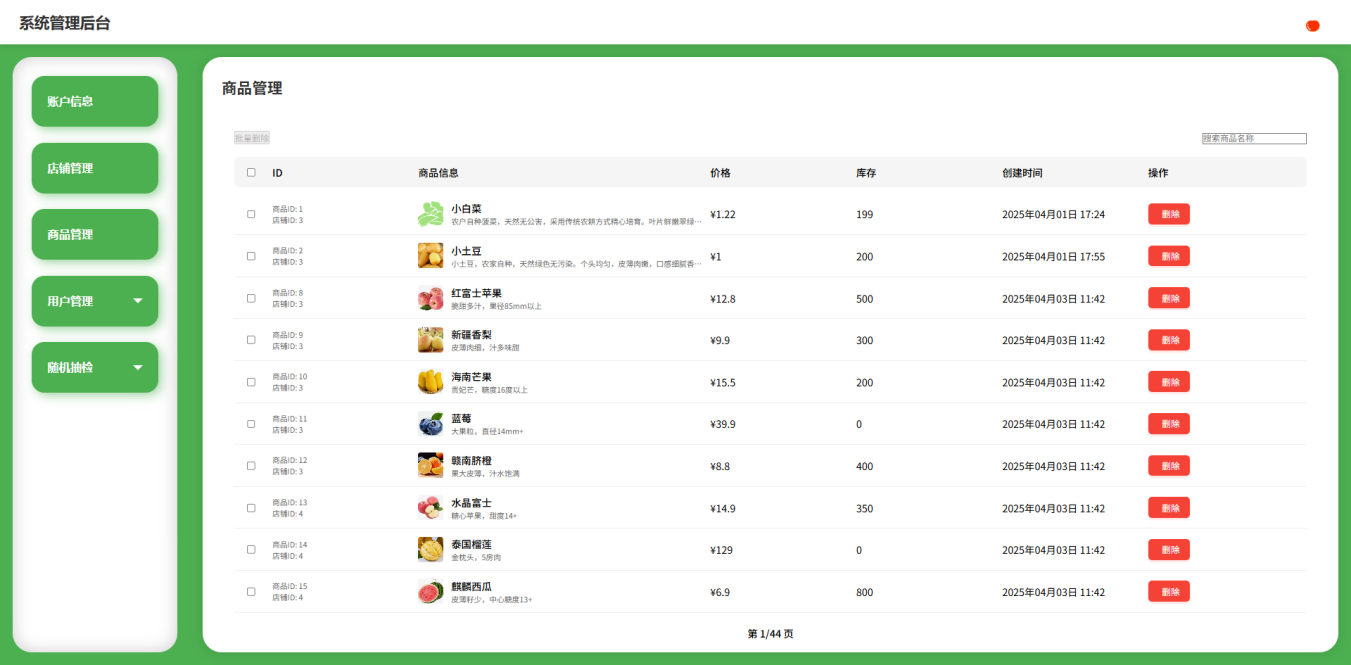 系统管理后台
账户信息
店铺管理
商品管理
用户管理
随机抽检
商品管理
批量删除
搜索商品名称
ID 商品信息 价格 库存 创建时间 操作
商品ID: 1
店铺ID: 3
小白菜
农户自种菠菜，天然无公害，采用传统农耕方式精心培育。叶片鲜嫩翠绿…
¥1.22 199 2025年04月01日 17:24 删除
商品ID: 2
店铺ID: 3
小土豆
小土豆，农家自种，天然绿色无污染。个头均匀，皮薄肉嫩，口感细腻香…
¥1 200 2025年04月01日 17:55 删除
商品ID: 8
店铺ID: 3
红富士苹果
脆甜多汁，果径85mm以上
¥12.8 500 2025年04月03日 11:42 删除
商品ID: 9
店铺ID: 3
新疆香梨
皮薄肉细，汁多味甜
¥9.9 300 2025年04月03日 11:42 删除
商品ID: 10
店铺ID: 3
海南芒果
贵妃芒，糖度16度以上
¥15.5 200 2025年04月03日 11:42 删除
商品ID: 11
店铺ID: 3
蓝莓
大果粒，直径14mm+
¥39.9 0 2025年04月03日 11:42 删除
商品ID: 12
店铺ID: 3
赣南脐橙
果大皮薄，汁水饱满
¥8.8 400 2025年04月03日 11:42 删除
商品ID: 13
店铺ID: 4
水晶富士
糖心苹果，甜度14+
¥14.9 350 2025年04月03日 11:42 删除
商品ID: 14
店铺ID: 4
泰国榴莲
金枕头，5房肉
¥129 0 2025年04月03日 11:42 删除
商品ID: 15
店铺ID: 4
麒麟西瓜
皮薄籽少，中心糖度13+
¥6.9 800 2025年04月03日 11:42 删除
第 1/44 页